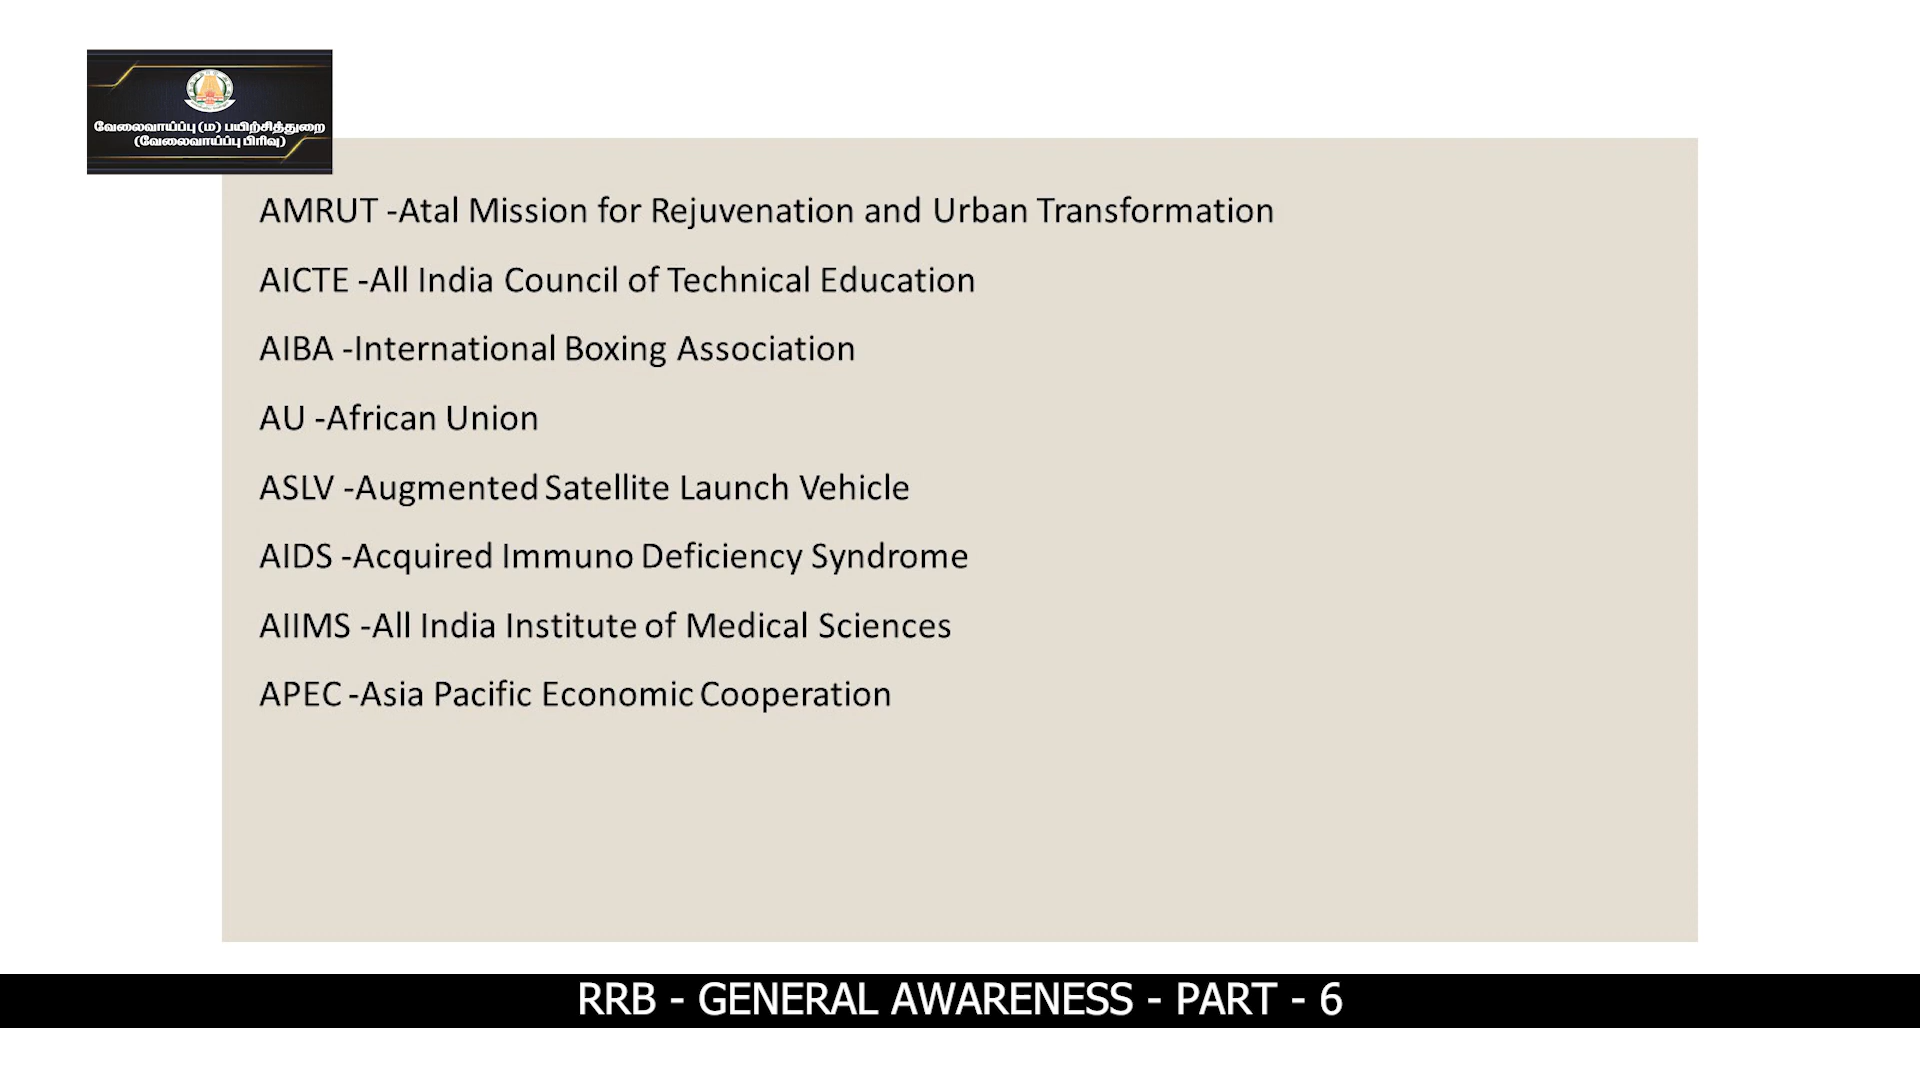 வேலைவாய்ப்பு (ம) பயிற்சித்துறை
(வேலைவாய்ப்பு பிரிவு)
AMRUT -Atal Mission for Rejuvenation and Urban Transformation
AICTE -All India Council of Technical Education
AIBA -International Boxing Association
AU -African Union
ASLV -Augmented Satellite Launch Vehicle
AIDS -Acquired Immuno Deficiency Syndrome
AIIMS -All India Institute of Medical Sciences
APEC -Asia Pacific Economic Cooperation
RRB - GENERAL AWARENESS - PART - 6